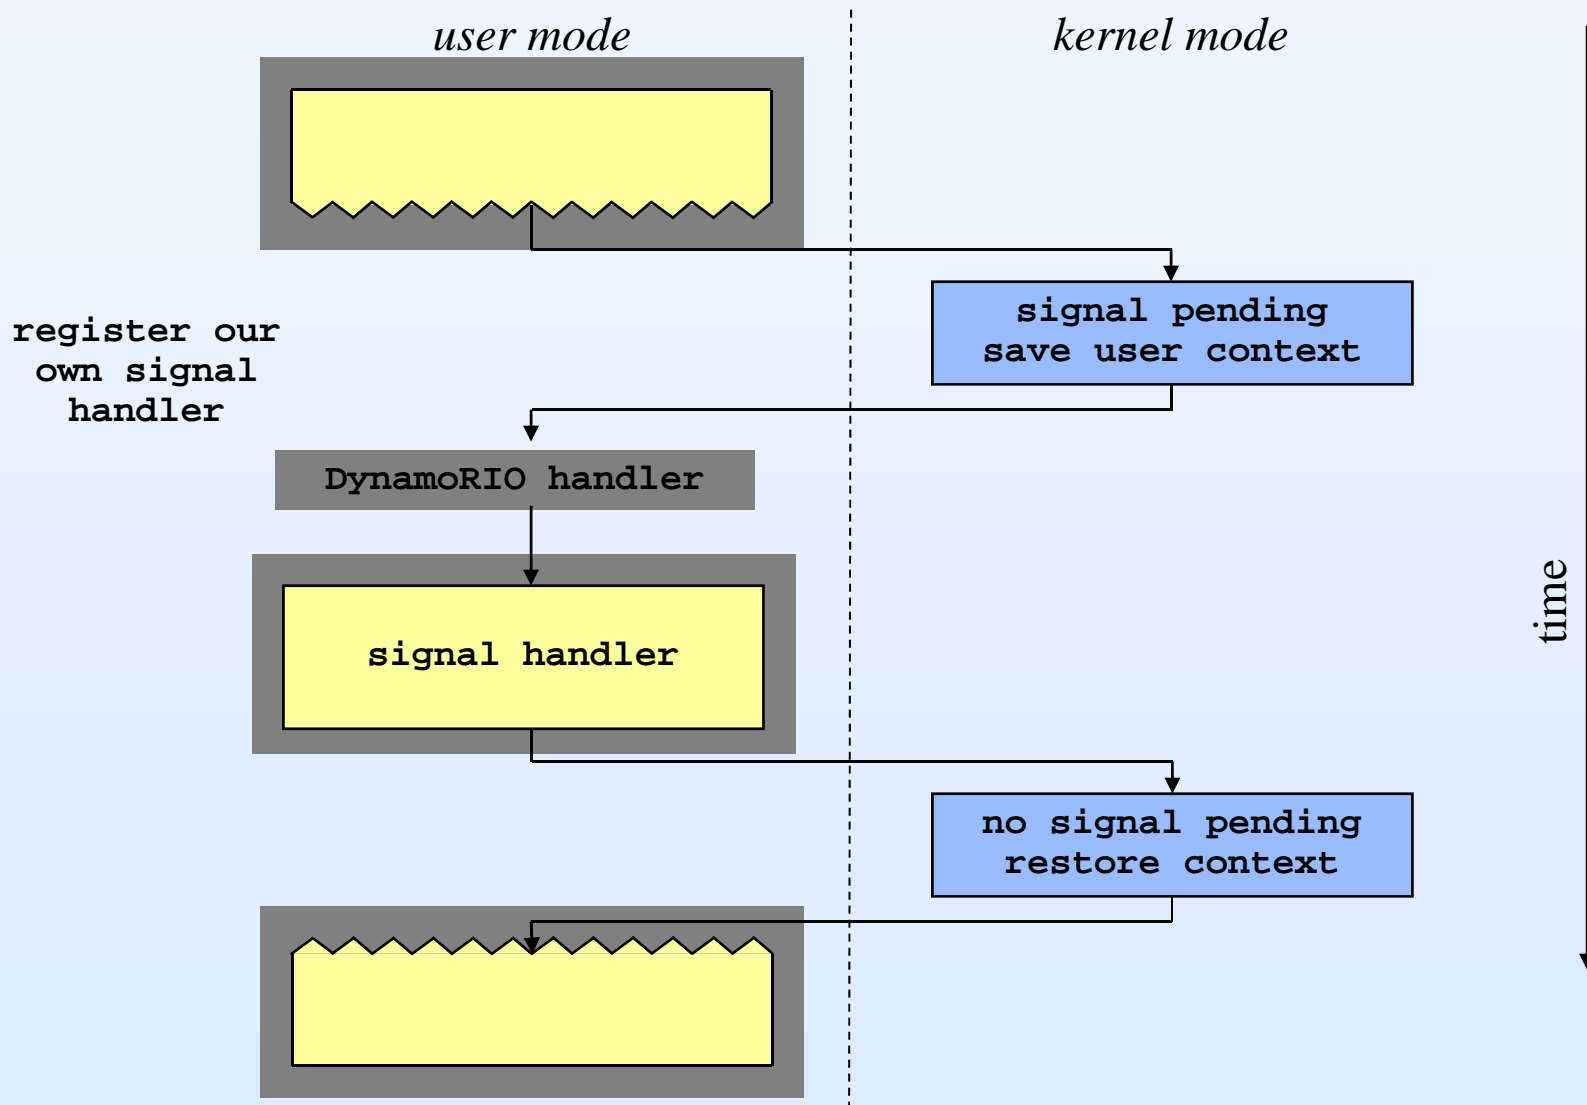 user mode
kernel mode
signal pending
save user context
register our
own signal
handler
DynamoRIO handler
signal handler
time
no signal pending
restore context